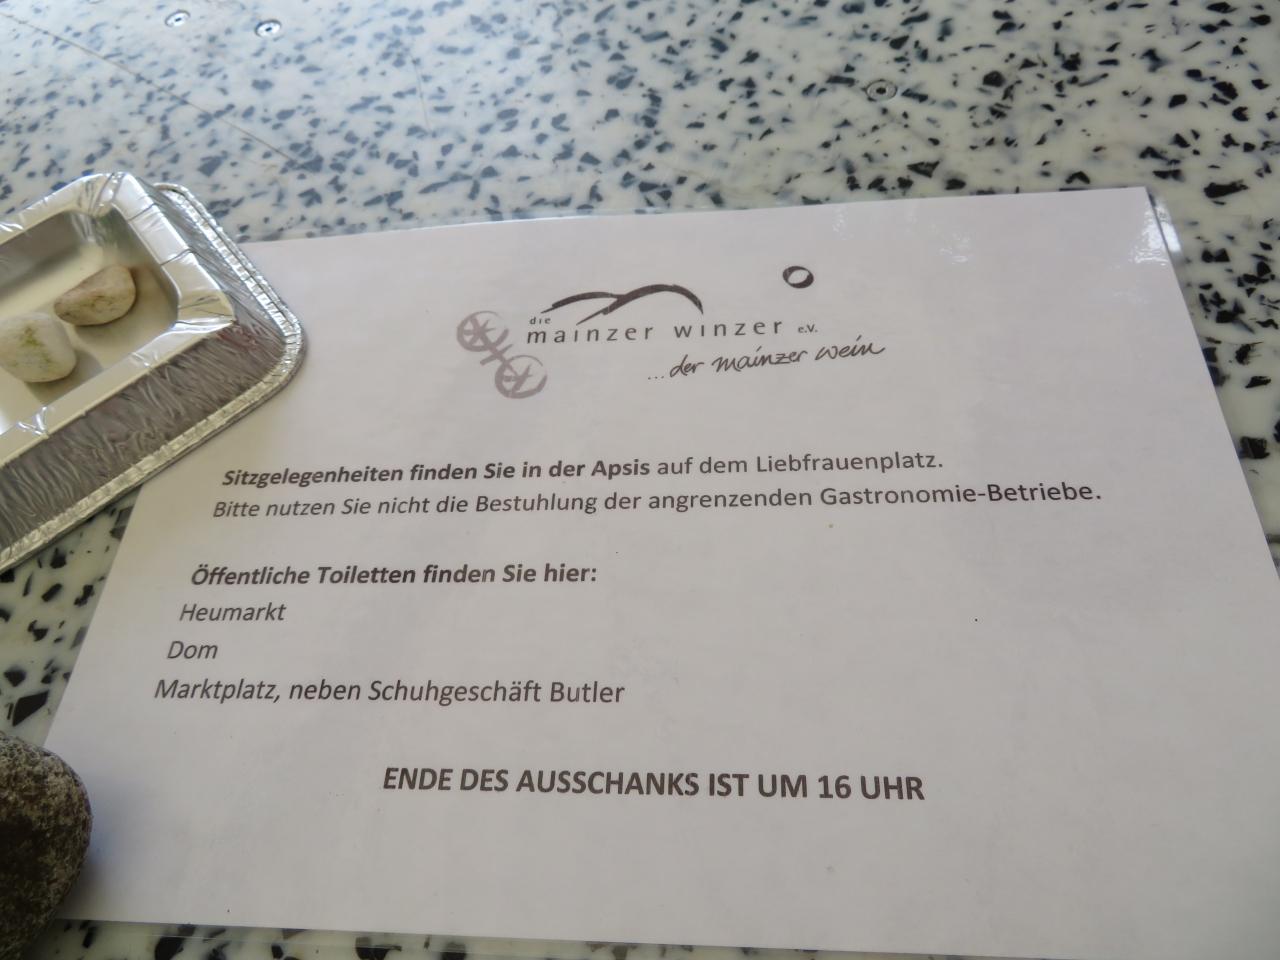 die
mainzer winzer e.V.
...der mainzer wein
Sitzgelegenheiten finden Sie in der Apsis auf dem Liebfrauenplatz.
Bitte nutzen Sie nicht die Bestuhlung der angrenzenden Gastronomie-Betriebe.
Öffentliche Toiletten finden Sie hier:
Heumarkt
Dom
Marktplatz, neben Schuhgeschäft Butler
ENDE DES AUSSCHANKS IST UM 16 UHR